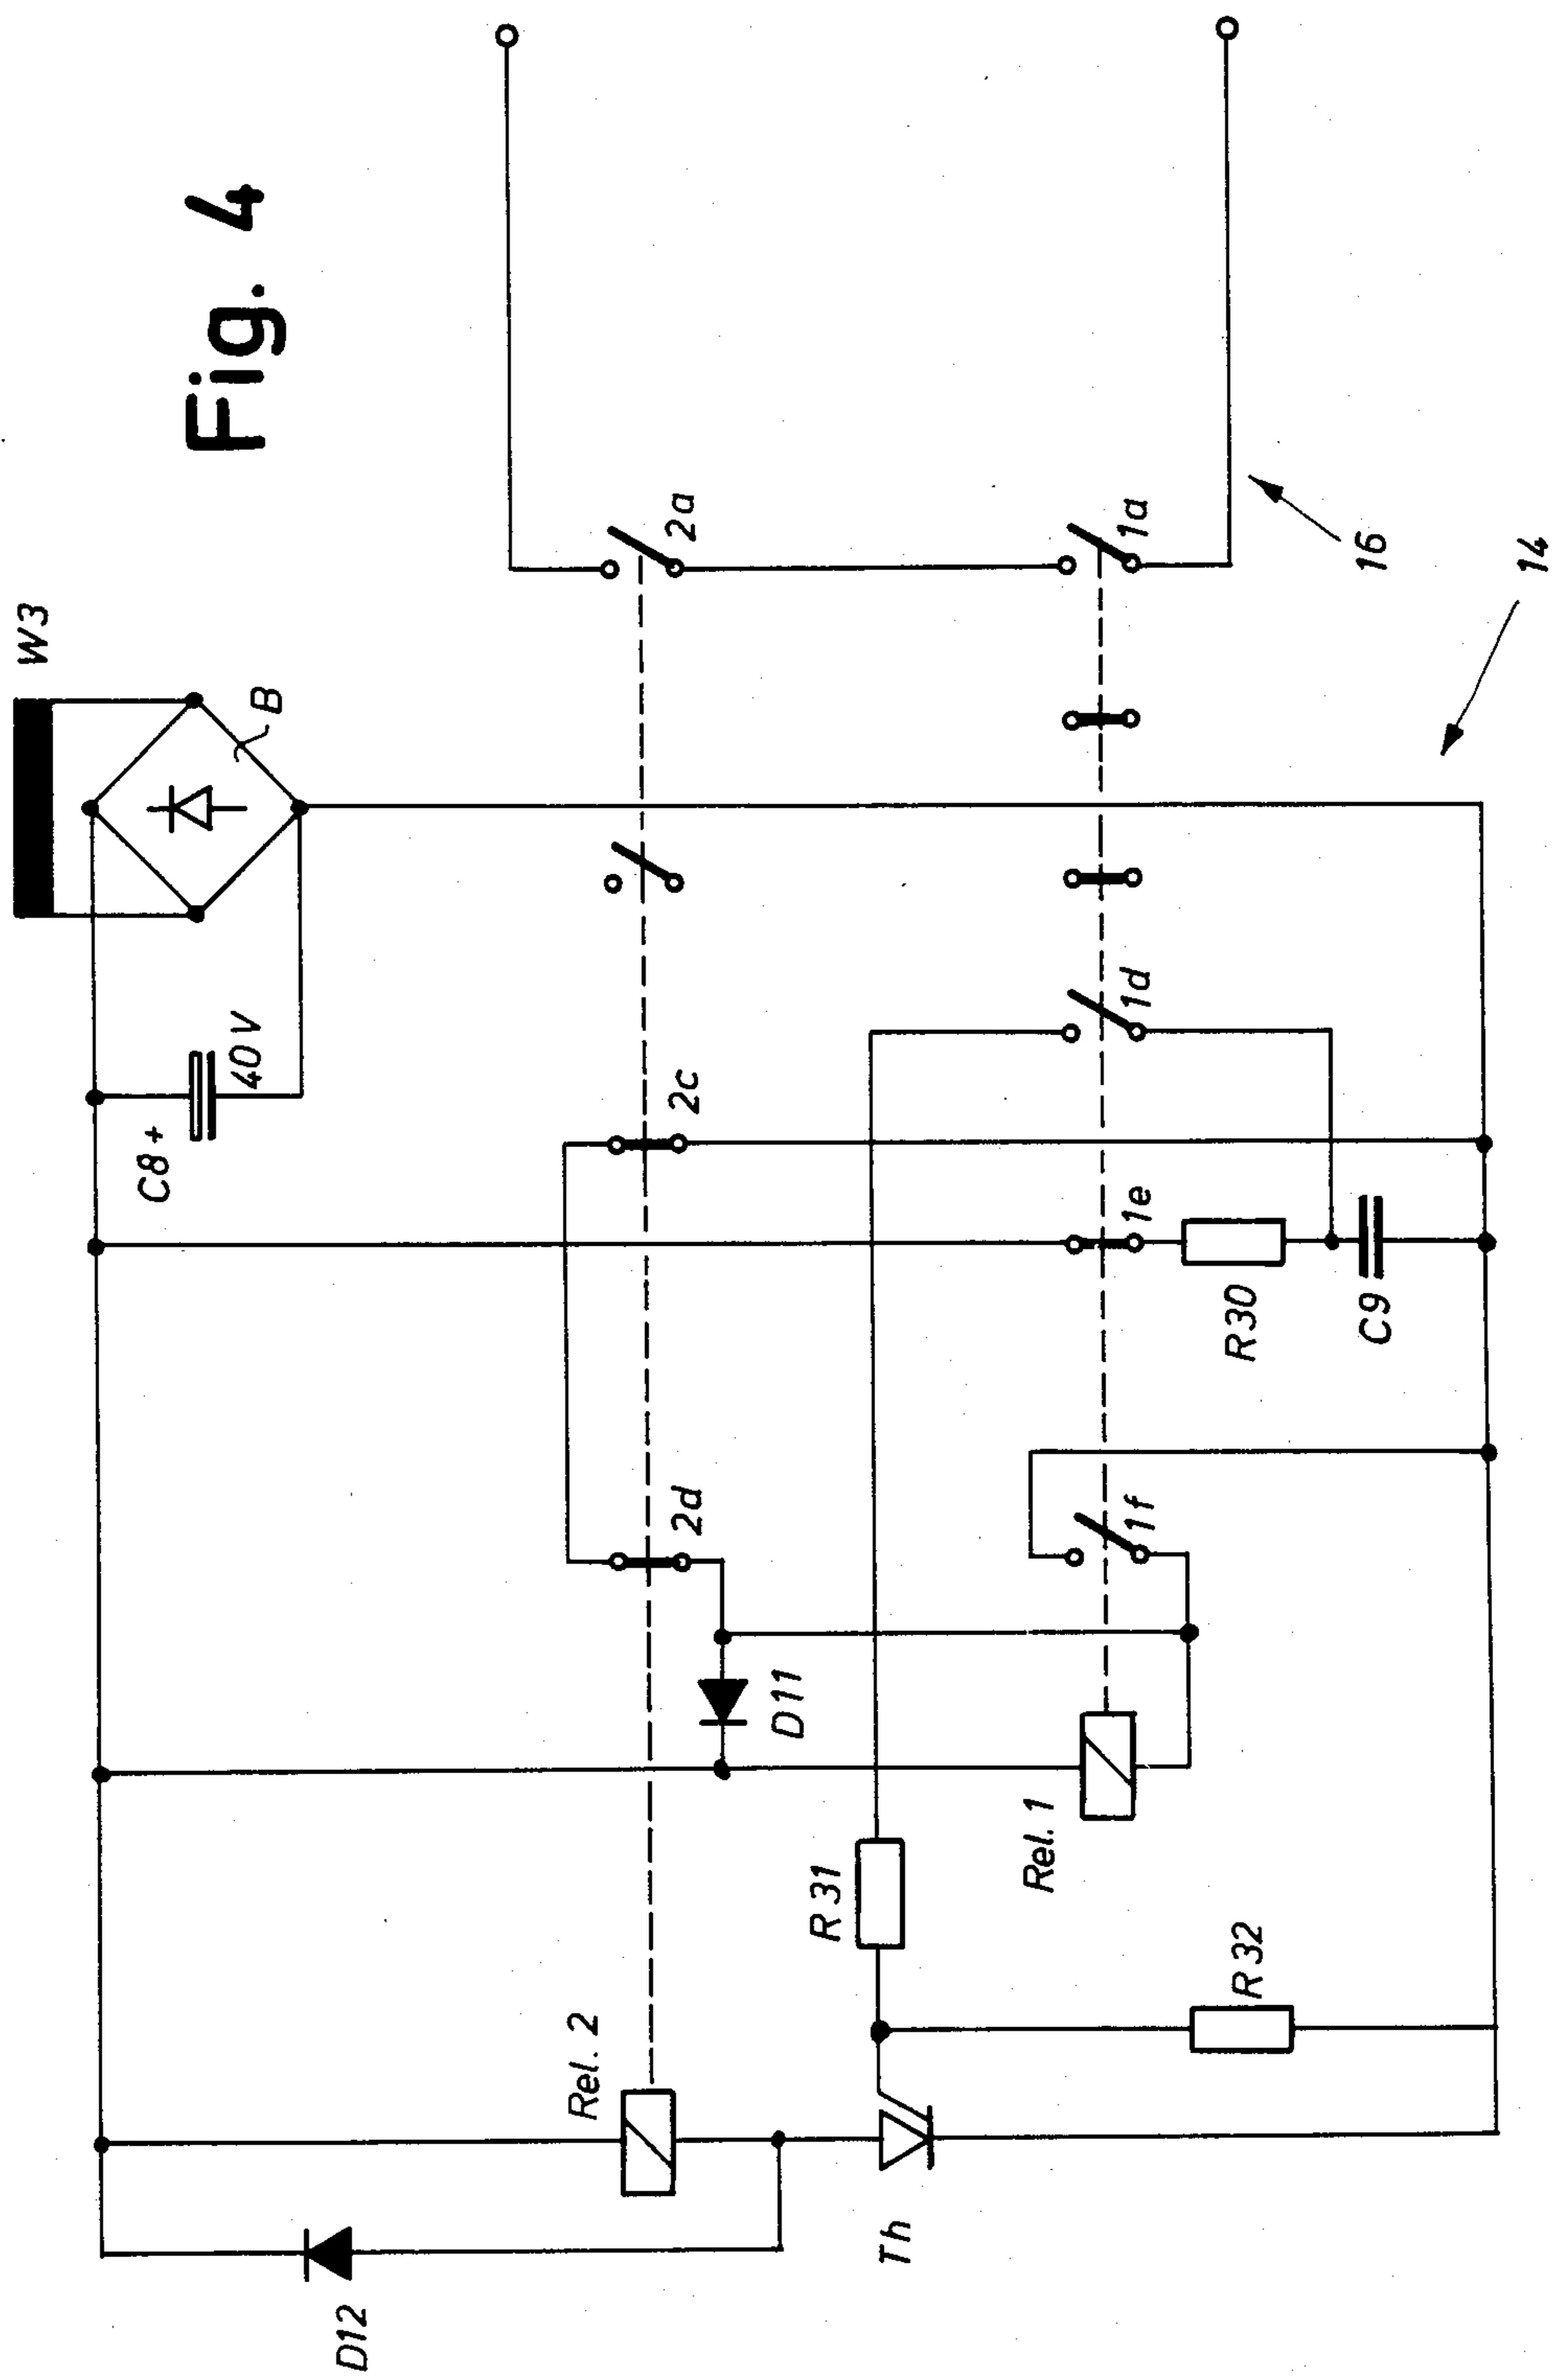 Fig. 4
W3
B
C8 +
40 V
2a
1a
16
14
2c
1d
1e
R30
C9
2d
1f
D11
Rel. 1
R31
R32
Rel. 2
Th
D12